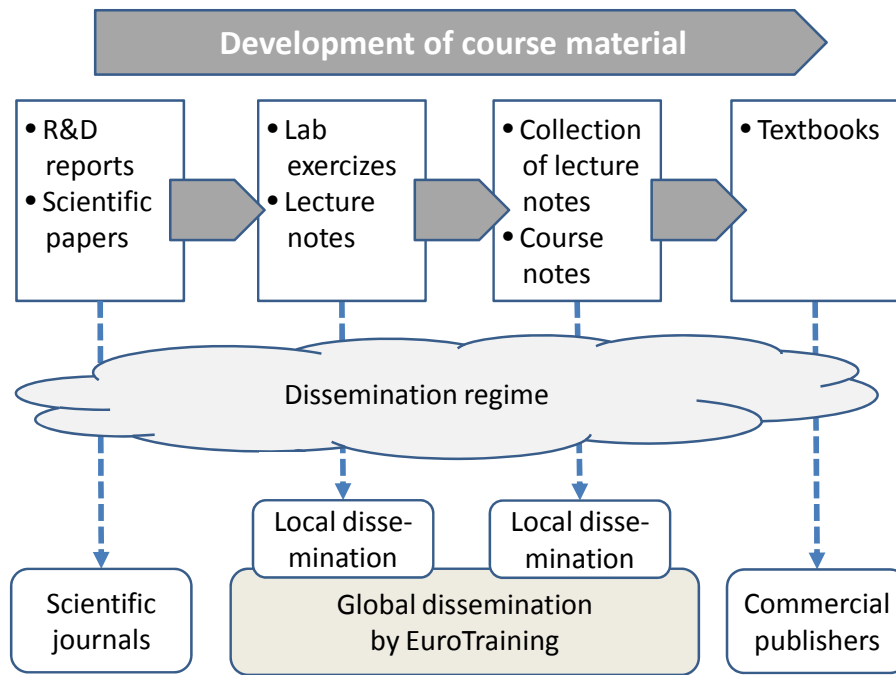 Development of course material
• R&D
reports
• Scientific
papers
• Lab
exercizes
• Lecture
notes
• Collection
of lecture
notes
• Course
notes
• Textbooks
Dissemination regime
Local disse-
mination
Local disse-
mination
Scientific
journals
Global dissemination
by EuroTraining
Commercial
publishers